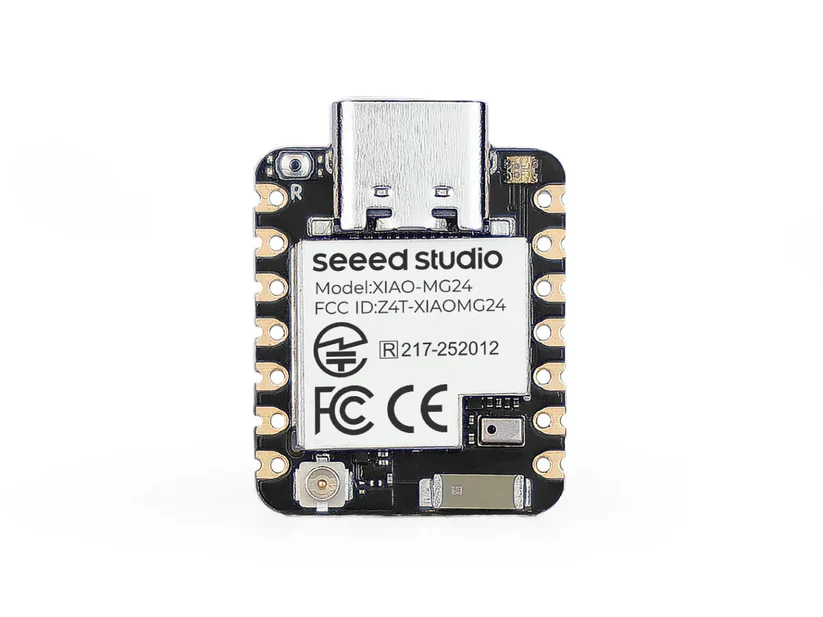 R
seeed studio
Model:XIAO-MG24
FCC ID:Z4T-XIAOMG24
R 217-252012
FC CE